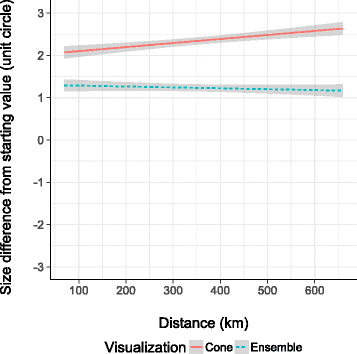 Size difference from starting value (unit circle)
3
2
1
0
-1
-2
-3
100 200 300 400 500 600
Distance (km)
Visualization Cone Ensemble